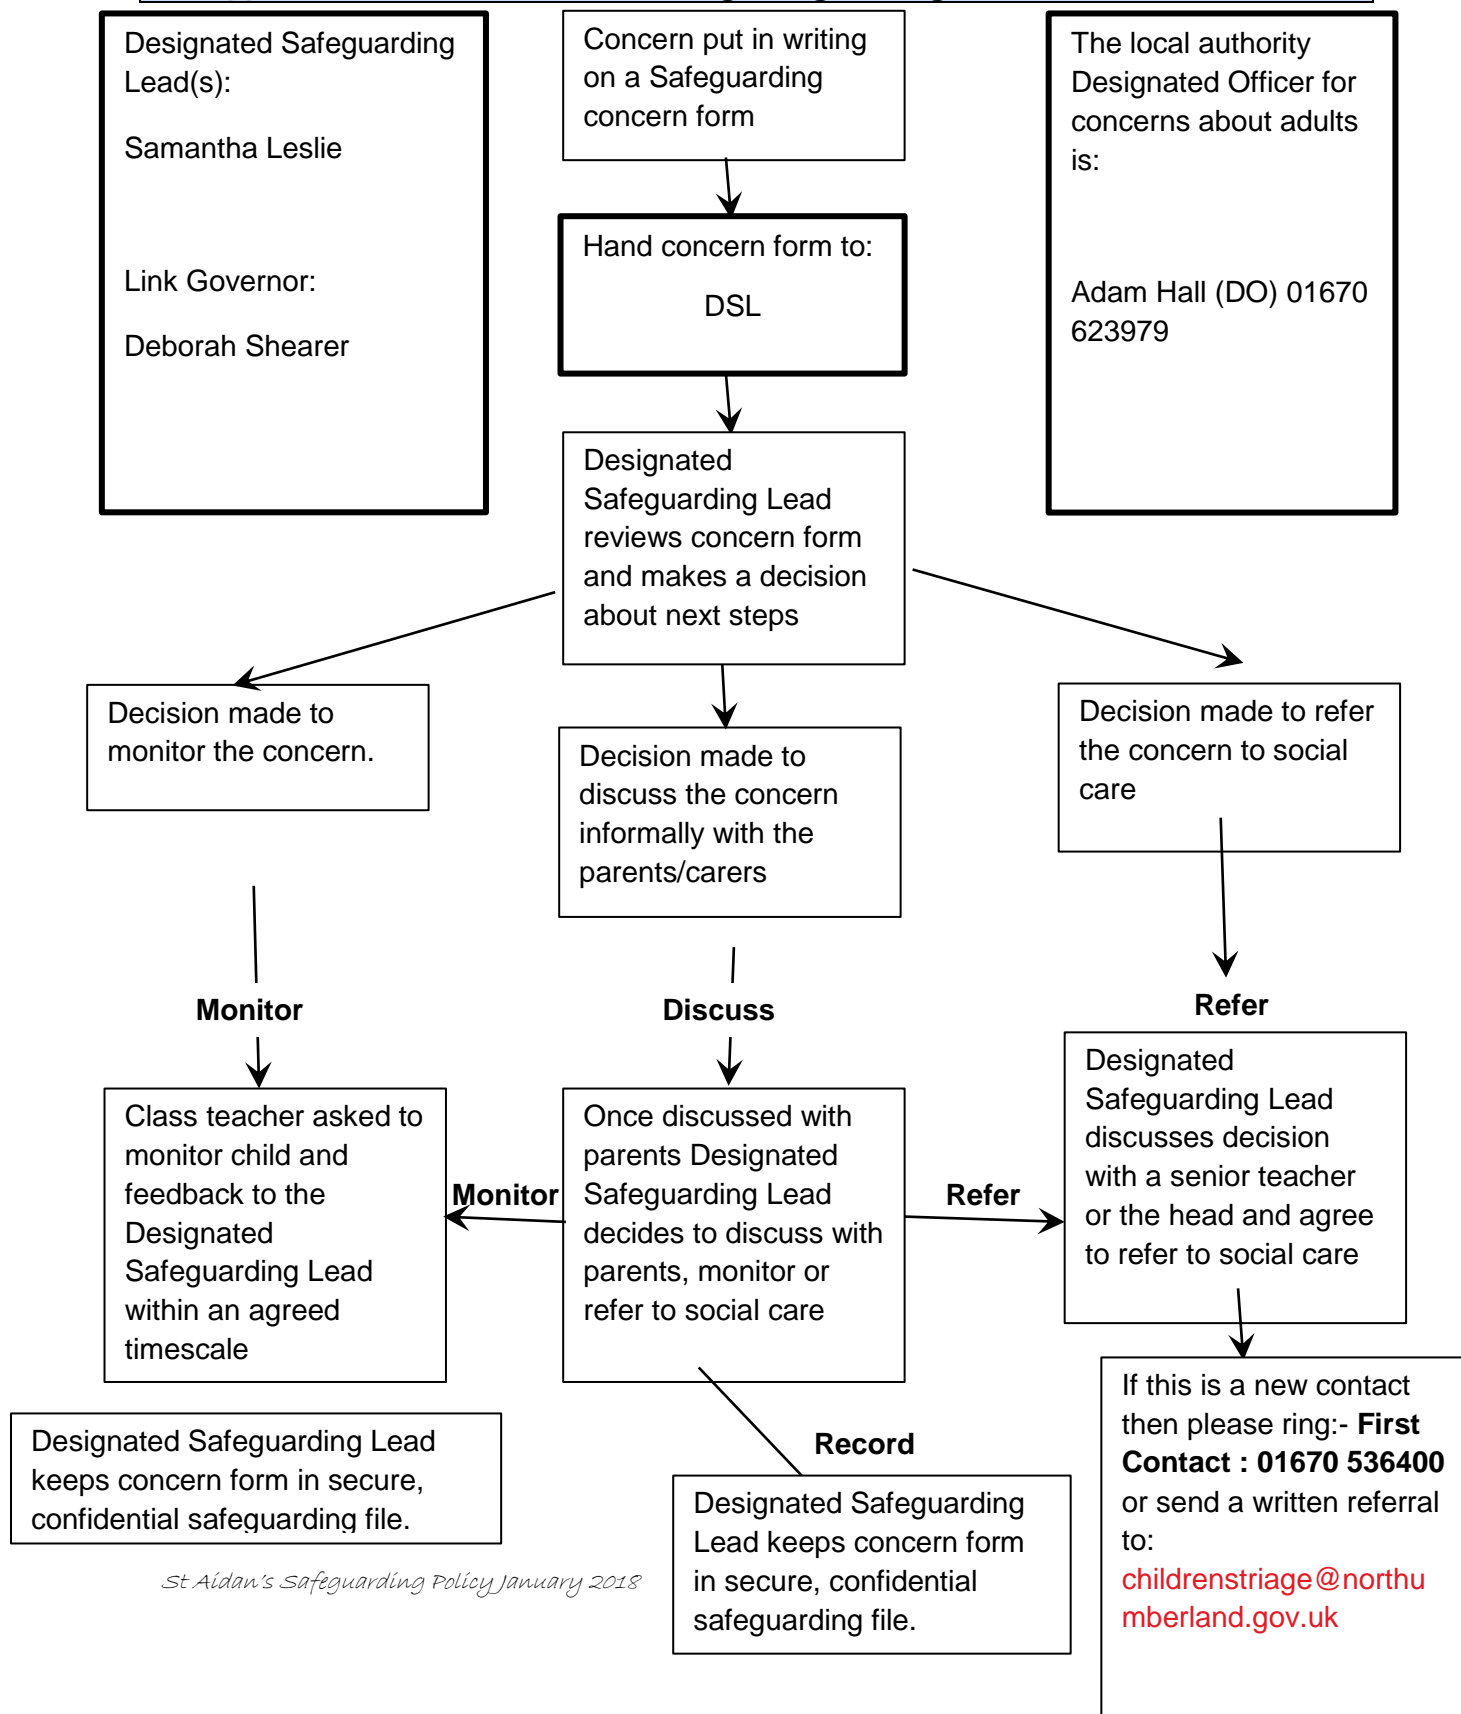 Designated Safeguarding
Lead(s):
Samantha Leslie
Link Governor:
Deborah Shearer
Concern put in writing
on a Safeguarding
concern form
The local authority
Designated Officer for
concerns about adults
is:
Adam Hall (DO) 01670
623979
Hand concern form to:
DSL
Designated
Safeguarding Lead
reviews concern form
and makes a decision
about next steps
Decision made to
monitor the concern.
Decision made to
discuss the concern
informally with the
parents/carers
Decision made to refer
the concern to social
care
Monitor
Discuss
Refer
Class teacher asked to
monitor child and
feedback to the
Designated
Safeguarding Lead
within an agreed
timescale
Monitor
Once discussed with
parents Designated
Safeguarding Lead
decides to discuss with
parents, monitor or
refer to social care
Refer
Designated
Safeguarding Lead
discusses decision
with a senior teacher
or the head and agree
to refer to social care
Designated Safeguarding Lead
keeps concern form in secure,
confidential safeguarding file.
Record
Designated Safeguarding
Lead keeps concern form
in secure, confidential
safeguarding file.
If this is a new contact
then please ring:- First
Contact : 01670 536400
or send a written referral
to:
childrenstriage@northu
mberland.gov.uk
St Aidan's Safeguarding Policy January 2018